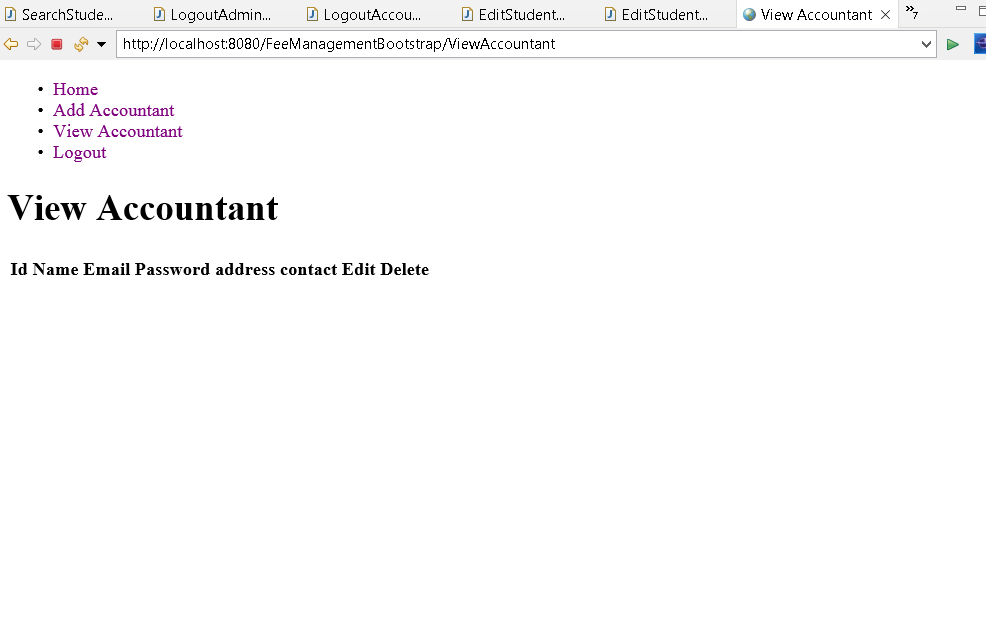 SearchStude... LogoutAdmin... LogoutAccou... EditStudent... EditStudent... View Accountant »7
http://localhost:8080/FeeManagementBootstrap/ViewAccountant
• Home
• Add Accountant
• View Accountant
• Logout
View Accountant
Id Name Email Password address contact Edit Delete